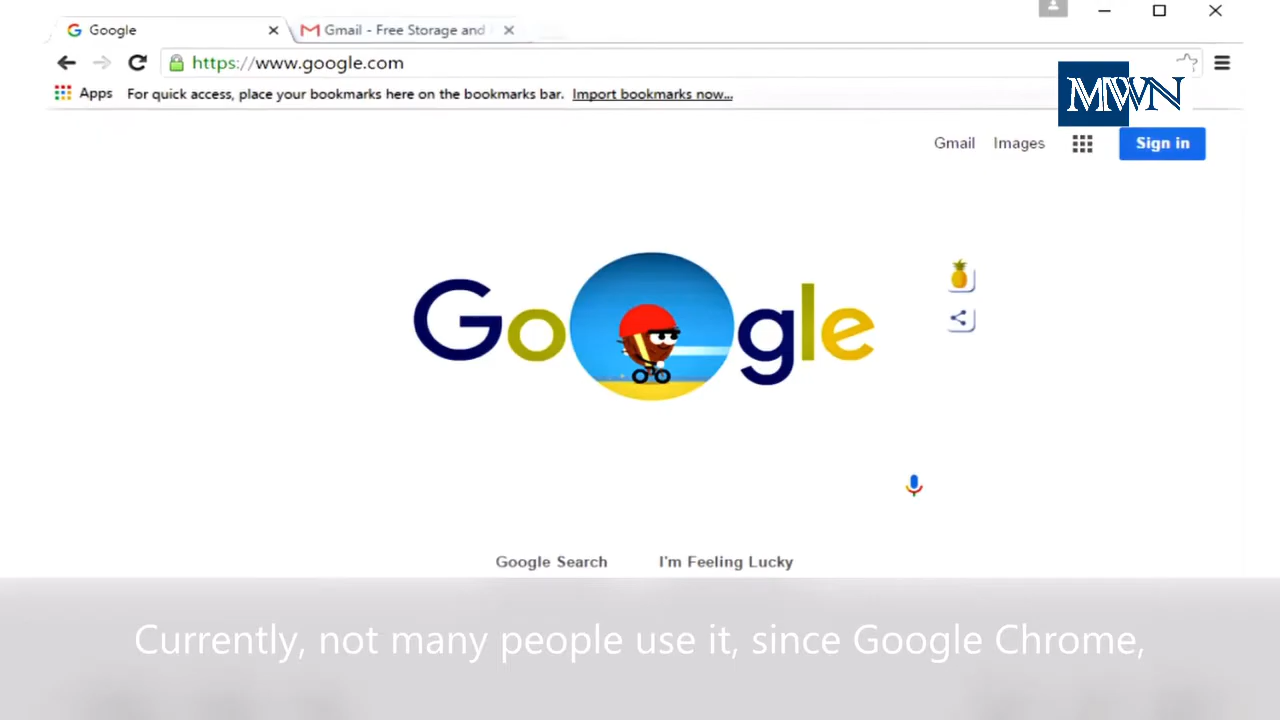 Google
Gmail - Free Storage and
https://www.google.com
Apps For quick access, place your bookmarks here on the bookmarks bar. Import bookmarks now...
MWN
Gmail Images Sign in
Google
Google Search I'm Feeling Lucky
Currently, not many people use it, since Google Chrome,